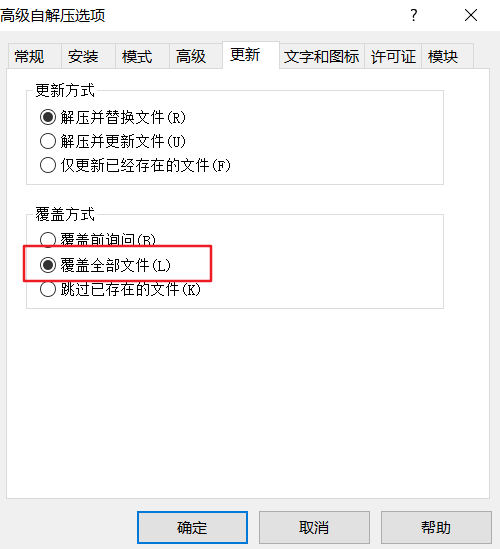 高级自解压选项
?
常规 安装 模式 高级 更新 文字和图标 许可证 模块
更新方式
解压并替换文件(R)
解压并更新文件(U)
仅更新已经存在的文件(F)
覆盖方式
覆盖前询问(B)
覆盖全部文件(L)
跳过已存在的文件(K)
确定 取消 帮助